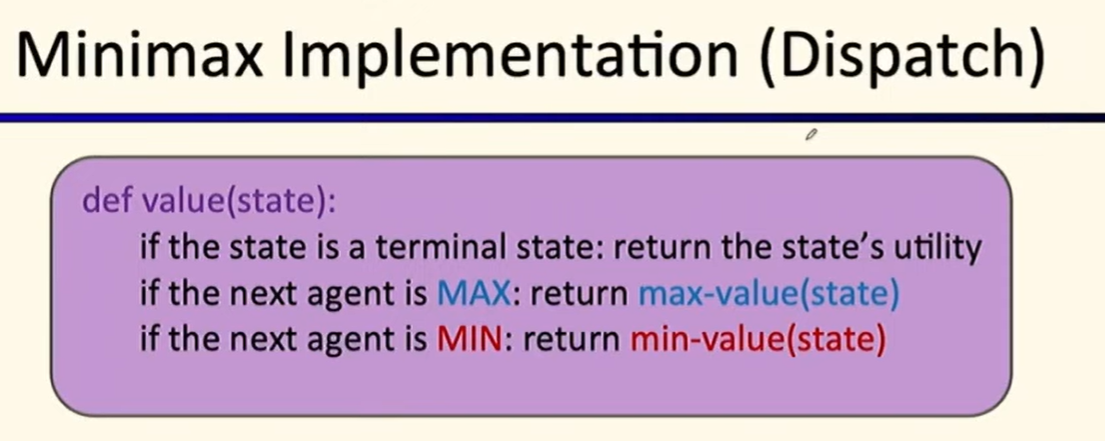 Minimax Implementation (Dispatch)
def value(state):
if the state is a terminal state: return the state’s utility
if the next agent is MAX: return max-value(state)
if the next agent is MIN: return min-value(state)